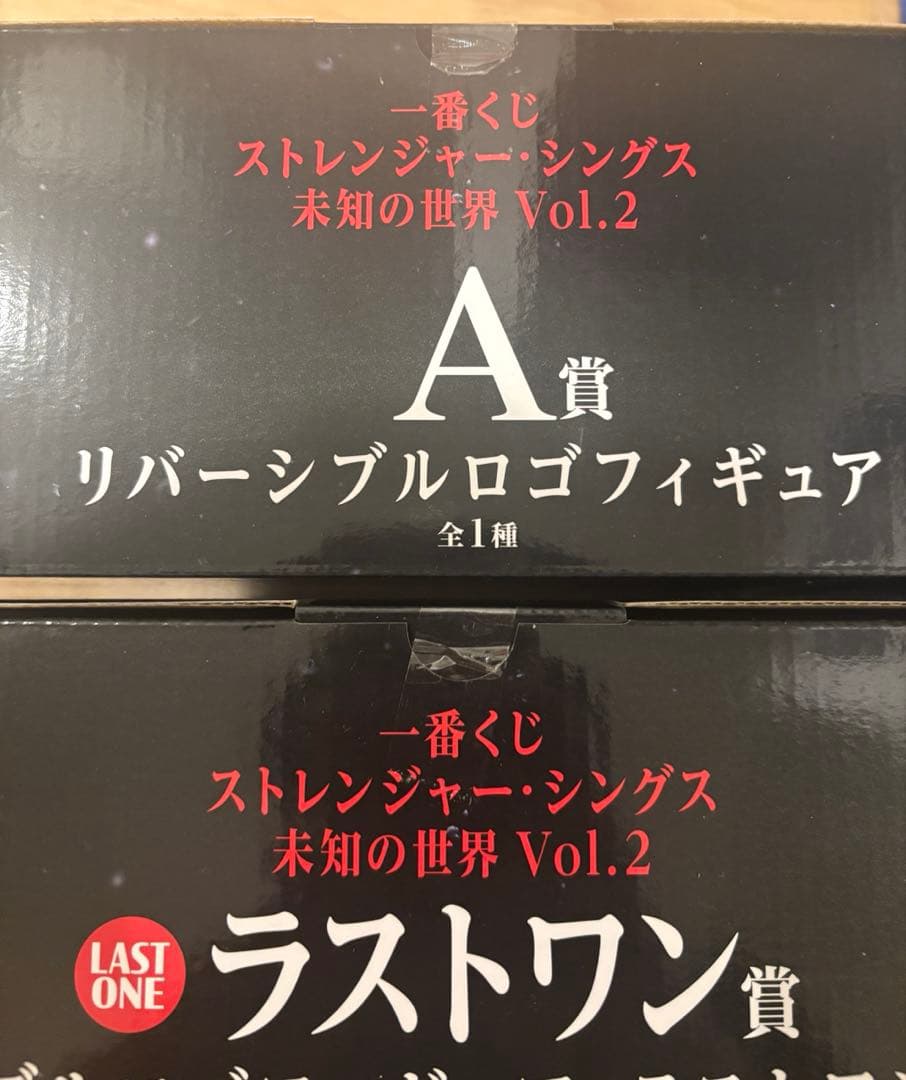 一番くじ
ストレンジャー・シングス
未知の世界 Vol.2
A賞
リバーシブルロゴフィギュア
全1種
一番くじ
ストレンジャー・シングス
未知の世界 Vol.2
LAST
ONE
ラストワン賞